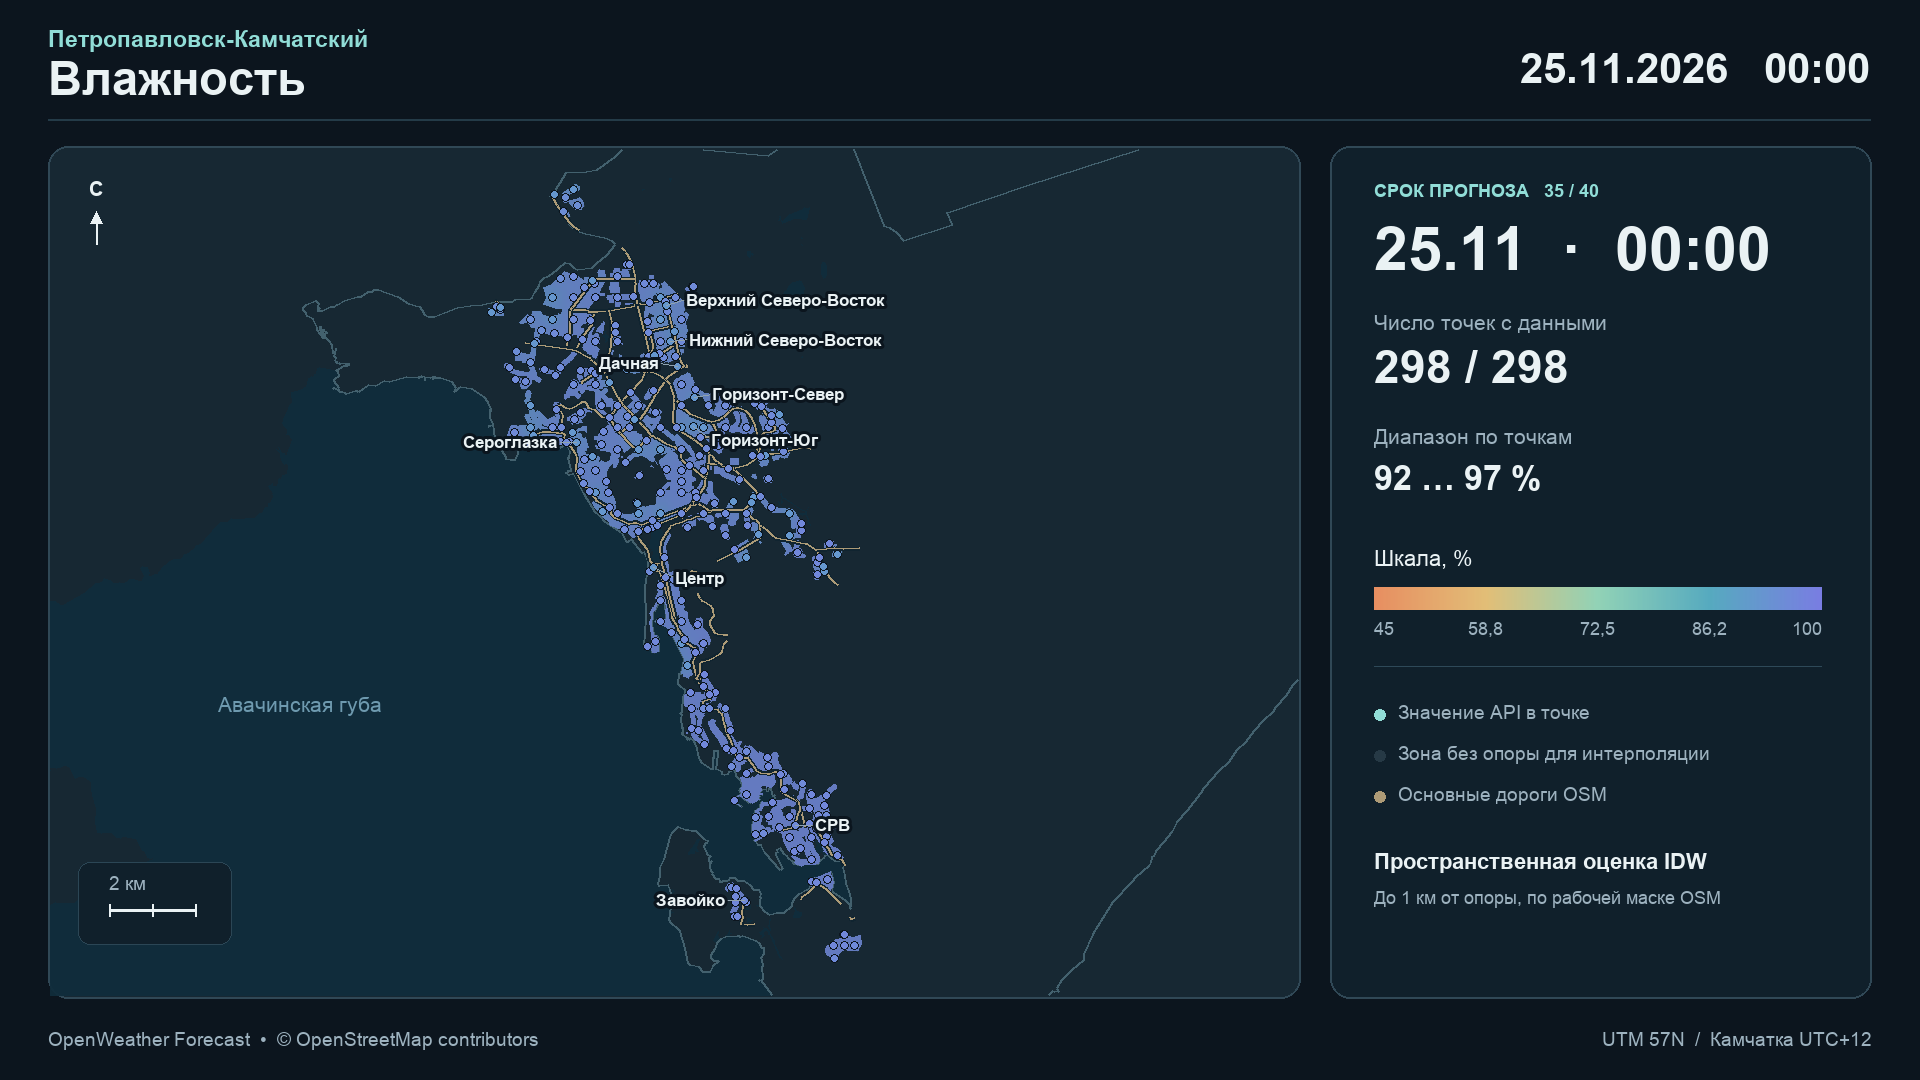 Петропавловск-Камчатский
Влажность
25.11.2026 00:00
С
Верхний Северо-Восток
Нижний Северо-Восток
Дачная
Горизонт-Север
Горизонт-Юг
Сероглазка
Центр
Авачинская губа
СРВ
Завойко
2 км
СРОК ПРОГНОЗА 35 / 40
25.11 · 00:00
Число точек с данными
298 / 298
Диапазон по точкам
92 ... 97 %
Шкала, %
45 58,8 72,5 86,2 100
Значение API в точке
Зона без опоры для интерполяции
Основные дороги OSM
Пространственная оценка IDW
До 1 км от опоры, по рабочей маске OSM
OpenWeather Forecast • © OpenStreetMap contributors
UTM 57N / Камчатка UTC+12